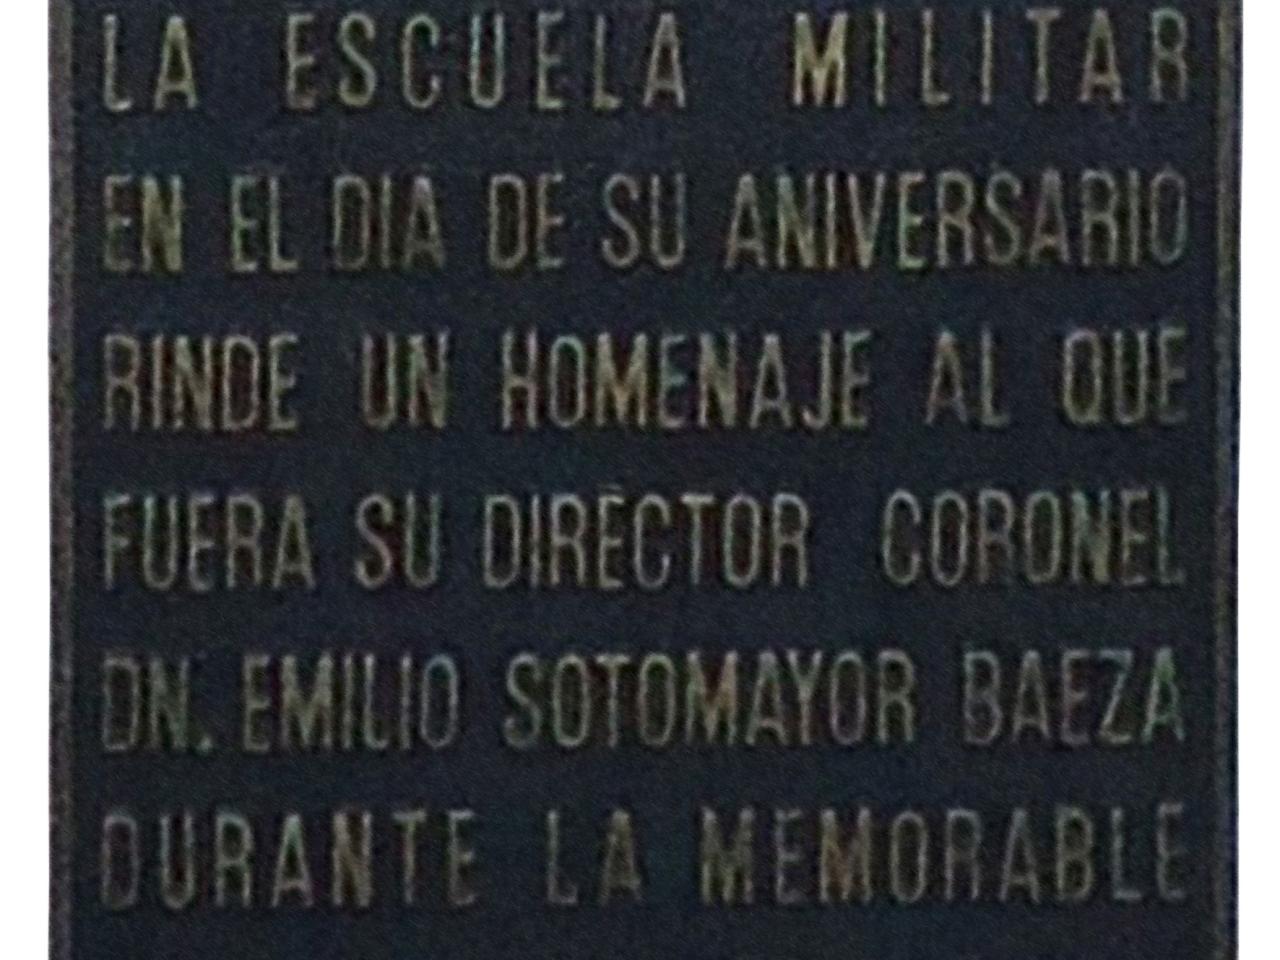 LA ESCUELA MILITAR
EN EL DIA DE SU ANIVERSARIO
RINDE UN HOMENAJE AL QUE
FUERA SU DIRECTOR CORONEL
DN. EMILIO SOTOMAYOR BAEZA
DURANTE LA MEMORABLE